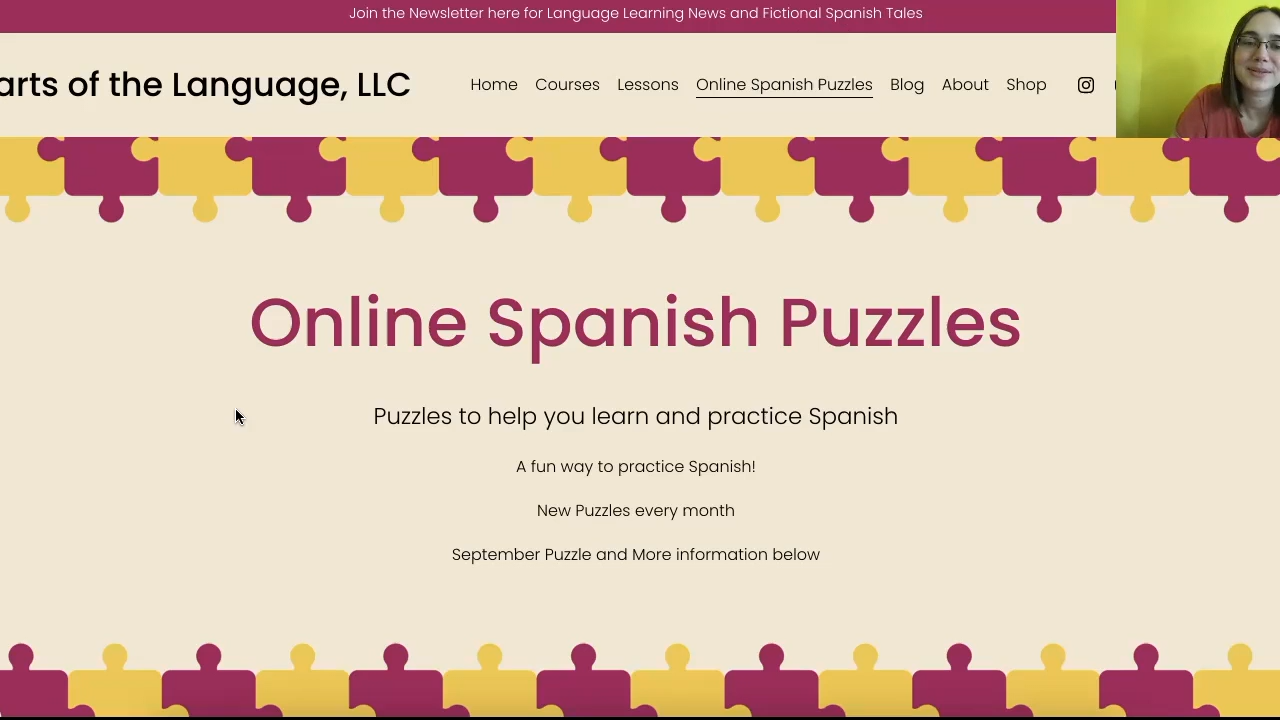 Join the Newsletter here for Language Learning News and Fictional Spanish Tales
arts of the Language, LLC
Home Courses Lessons Online Spanish Puzzles Blog About Shop
Online Spanish Puzzles
Puzzles to help you learn and practice Spanish
A fun way to practice Spanish!
New Puzzles every month
September Puzzle and More information below